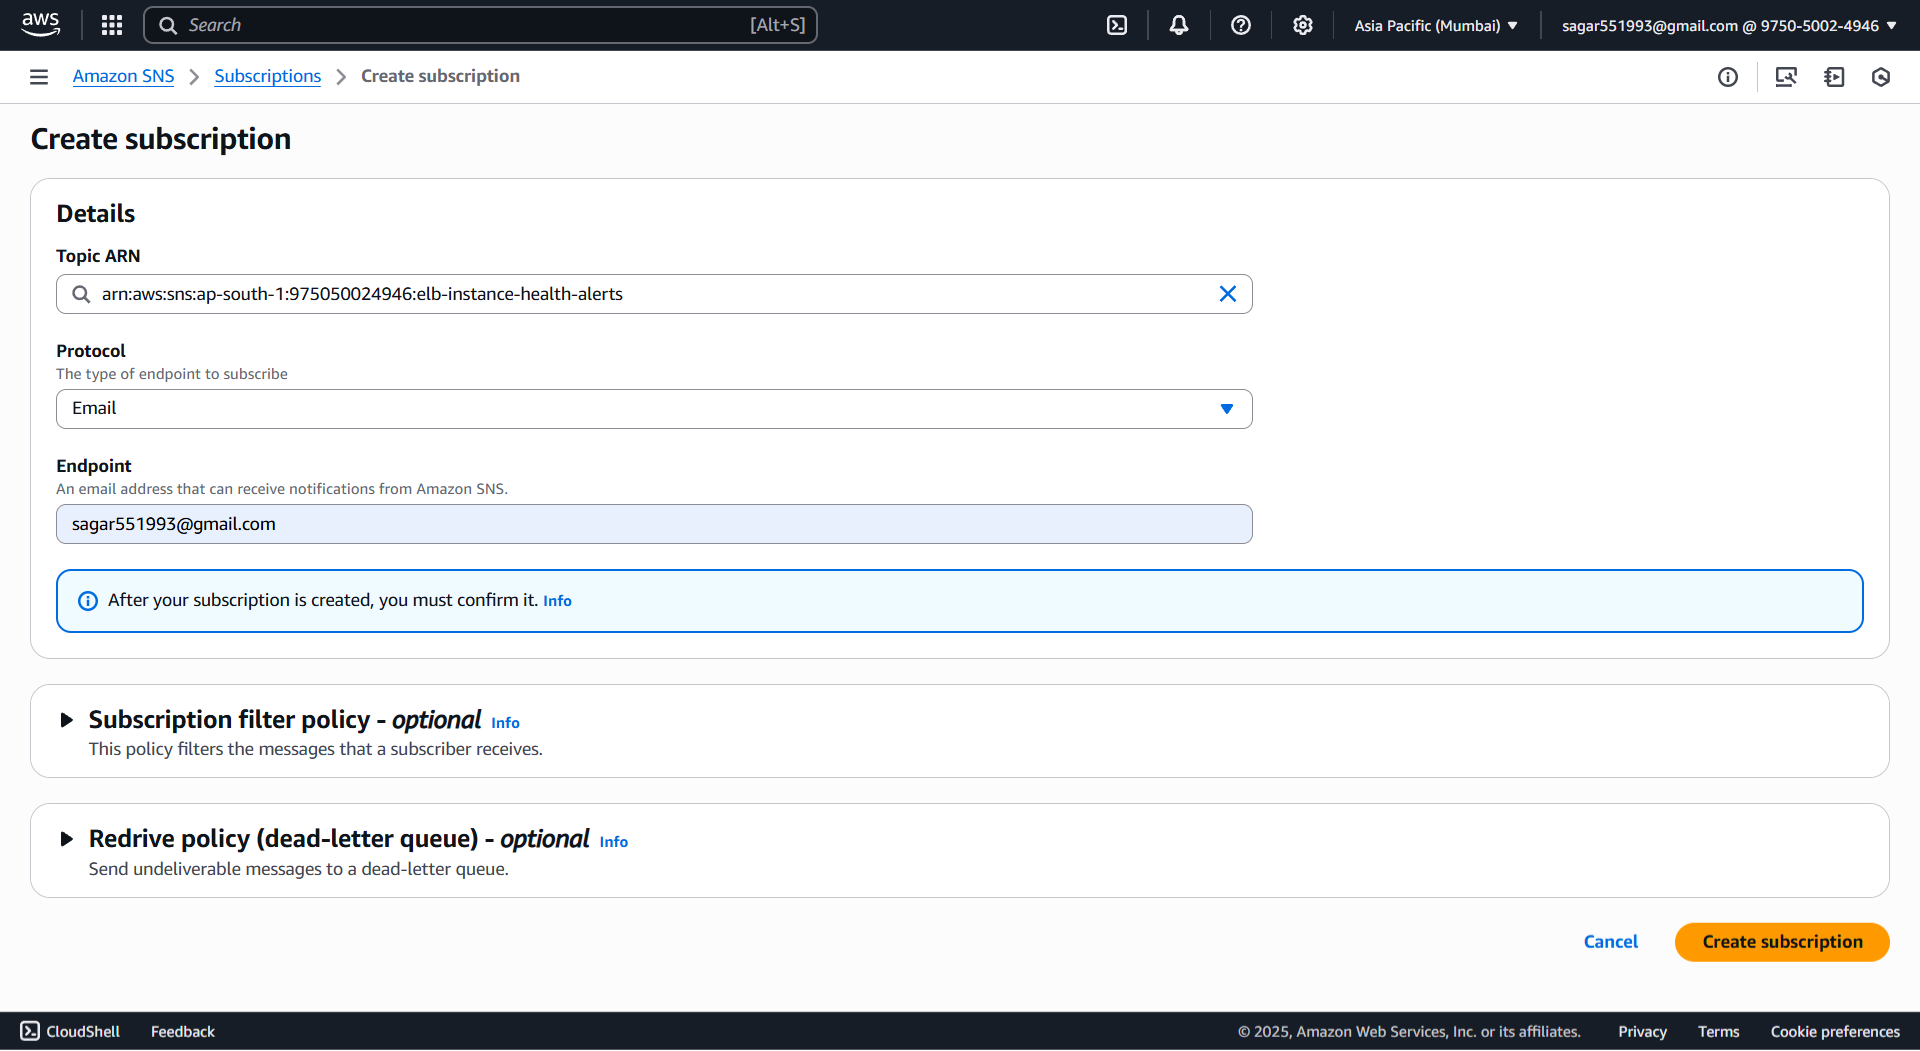 aws
Search [Alt+S]
Asia Pacific (Mumbai)
sagar551993@gmail.com @ 9750-5002-4946
Amazon SNS > Subscriptions > Create subscription
Create subscription
Details
Topic ARN
arn:aws:sns:ap-south-1:975050024946:elb-instance-health-alerts
Protocol
The type of endpoint to subscribe
Email
Endpoint
An email address that can receive notifications from Amazon SNS.
sagar551993@gmail.com
After your subscription is created, you must confirm it. Info
Subscription filter policy - optional Info
This policy filters the messages that a subscriber receives.
Redrive policy (dead-letter queue) - optional Info
Send undeliverable messages to a dead-letter queue.
Cancel
Create subscription
CloudShell
Feedback
© 2025, Amazon Web Services, Inc. or its affiliates.
Privacy
Terms
Cookie preferences